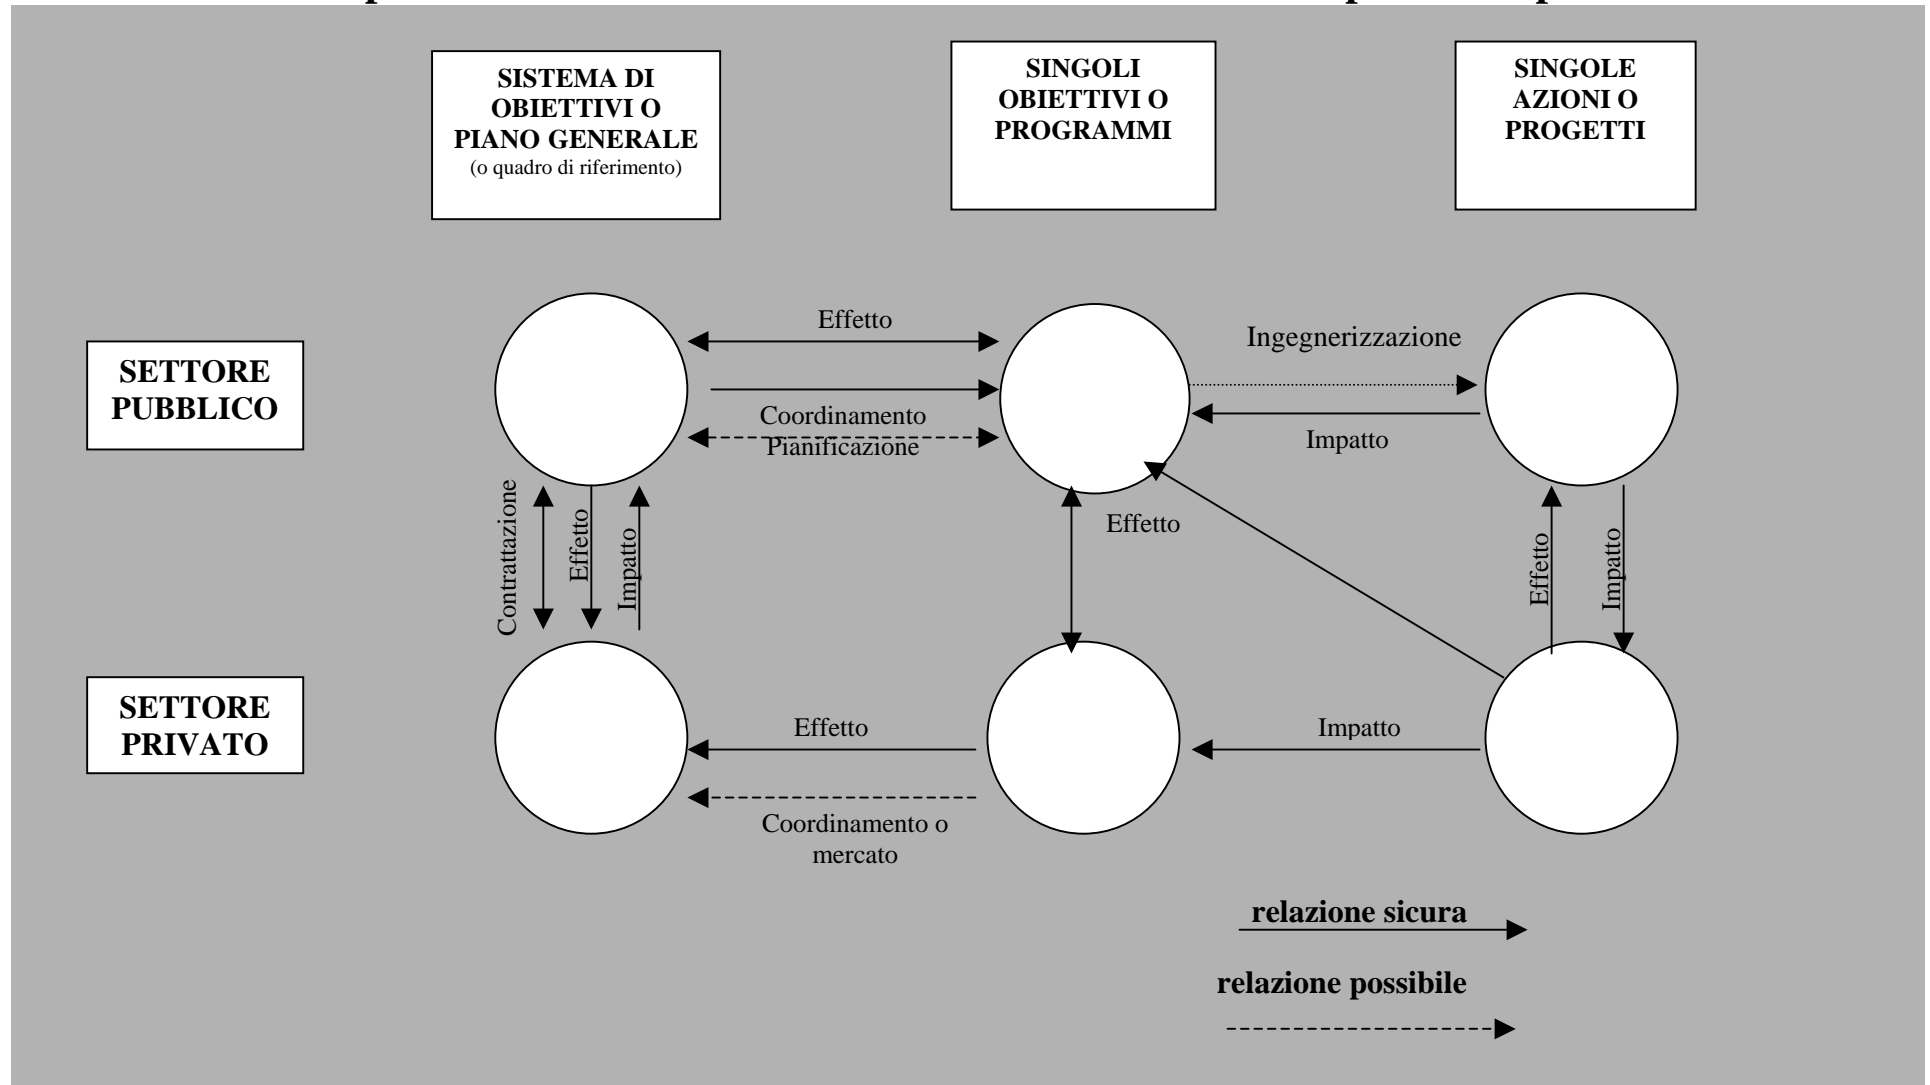 SISTEMA DI
OBIETTIVI O
PIANO GENERALE
(o quadro di riferimento)
SINGOLI
OBIETTIVI O
PROGRAMMI
SINGOLE
AZIONI O
PROGETTI
SETTORE
PUBBLICO
Effetto
Coordinamento
Pianificazione
Ingegnerizzazione
Impatto
Contrattazione
Effetto
Impatto
Effetto
Effetto
Impatto
SETTORE
PRIVATO
Effetto
Coordinamento o
mercato
Impatto
relazione sicura
relazione possibile